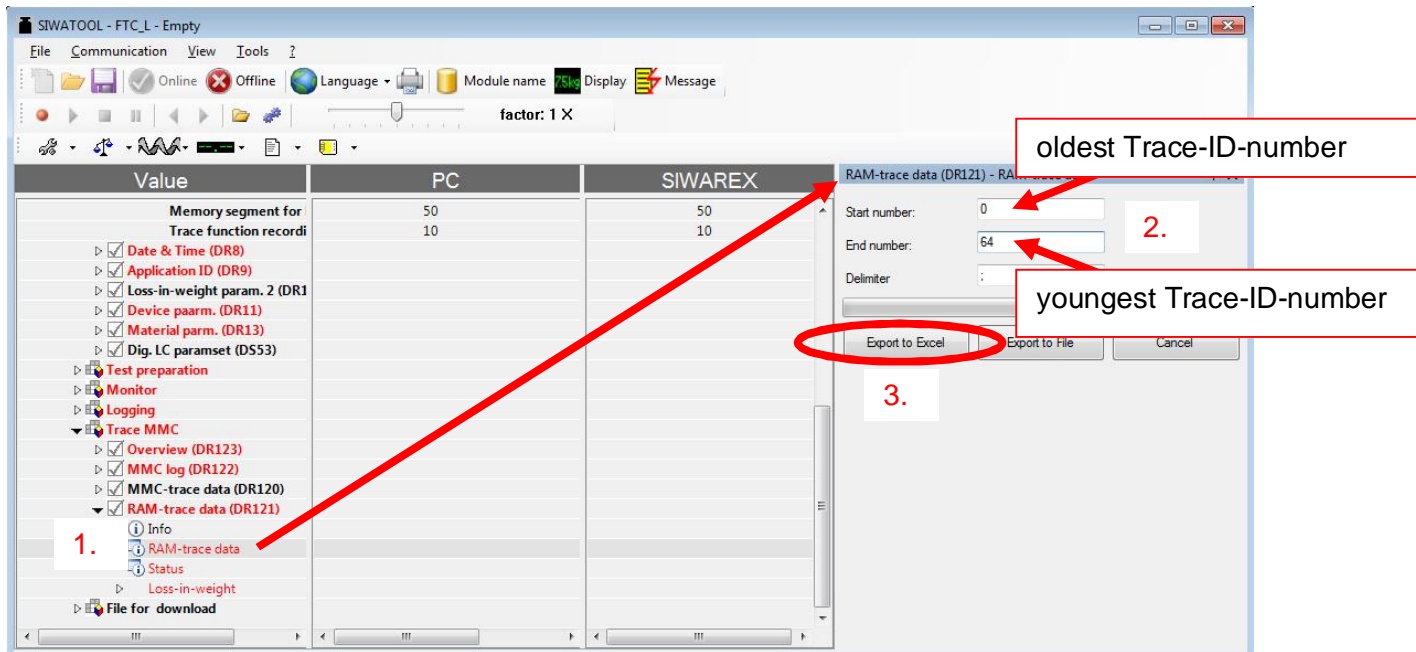 SIWATOOL - FTC_L - Empty
File Communication View Tools ?
Online Offline Language Module name 7.5kg Display Message
factor: 1 X
Value PC SIWAREX
Memory segment for 50 50
Trace function recordi 10 10
Date & Time (DR8)
Application ID (DR9)
Loss-in-weight param. 2 (DR1
Device paarm. (DR11)
Material parm. (DR13)
Dig. LC paramset (DS53)
Test preparation
Monitor
Logging
Trace MMC
Overview (DR123)
MMC log (DR122)
MMC-trace data (DR120)
RAM-trace data (DR121)
Info
1. RAM-trace data
Status
Loss-in-weight
File for download
oldest Trace-ID-number
RAM-trace data (DR121) -
Start number: 0
2.
End number: 64
Delimiter ;
youngest Trace-ID-number
Export to Excel Export to File Cancel
3.